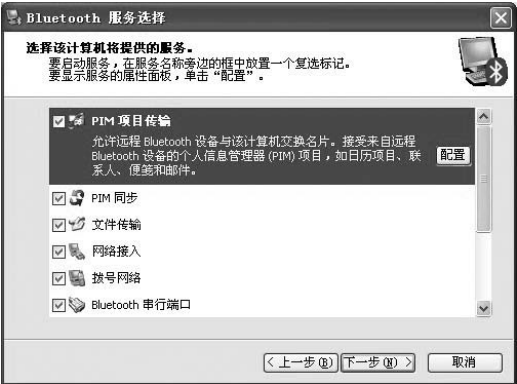 Bluetooth 服务选择
选择该计算机将提供的服务。
要启动服务，在服务名称旁边的框中放置一个复选标记。
要显示服务的属性面板，单击“配置”。
PIM 项目传输
允许远程 Bluetooth 设备与该计算机交换名片。接受来自远程
Bluetooth 设备的个人信息管理器 (PIM) 项目，如日历项目、联
系人、便笺和邮件。
配置
PIM 同步
文件传输
网络接入
拨号网络
Bluetooth 串行端口
< 上一步(B)
下一步(N) >
取消